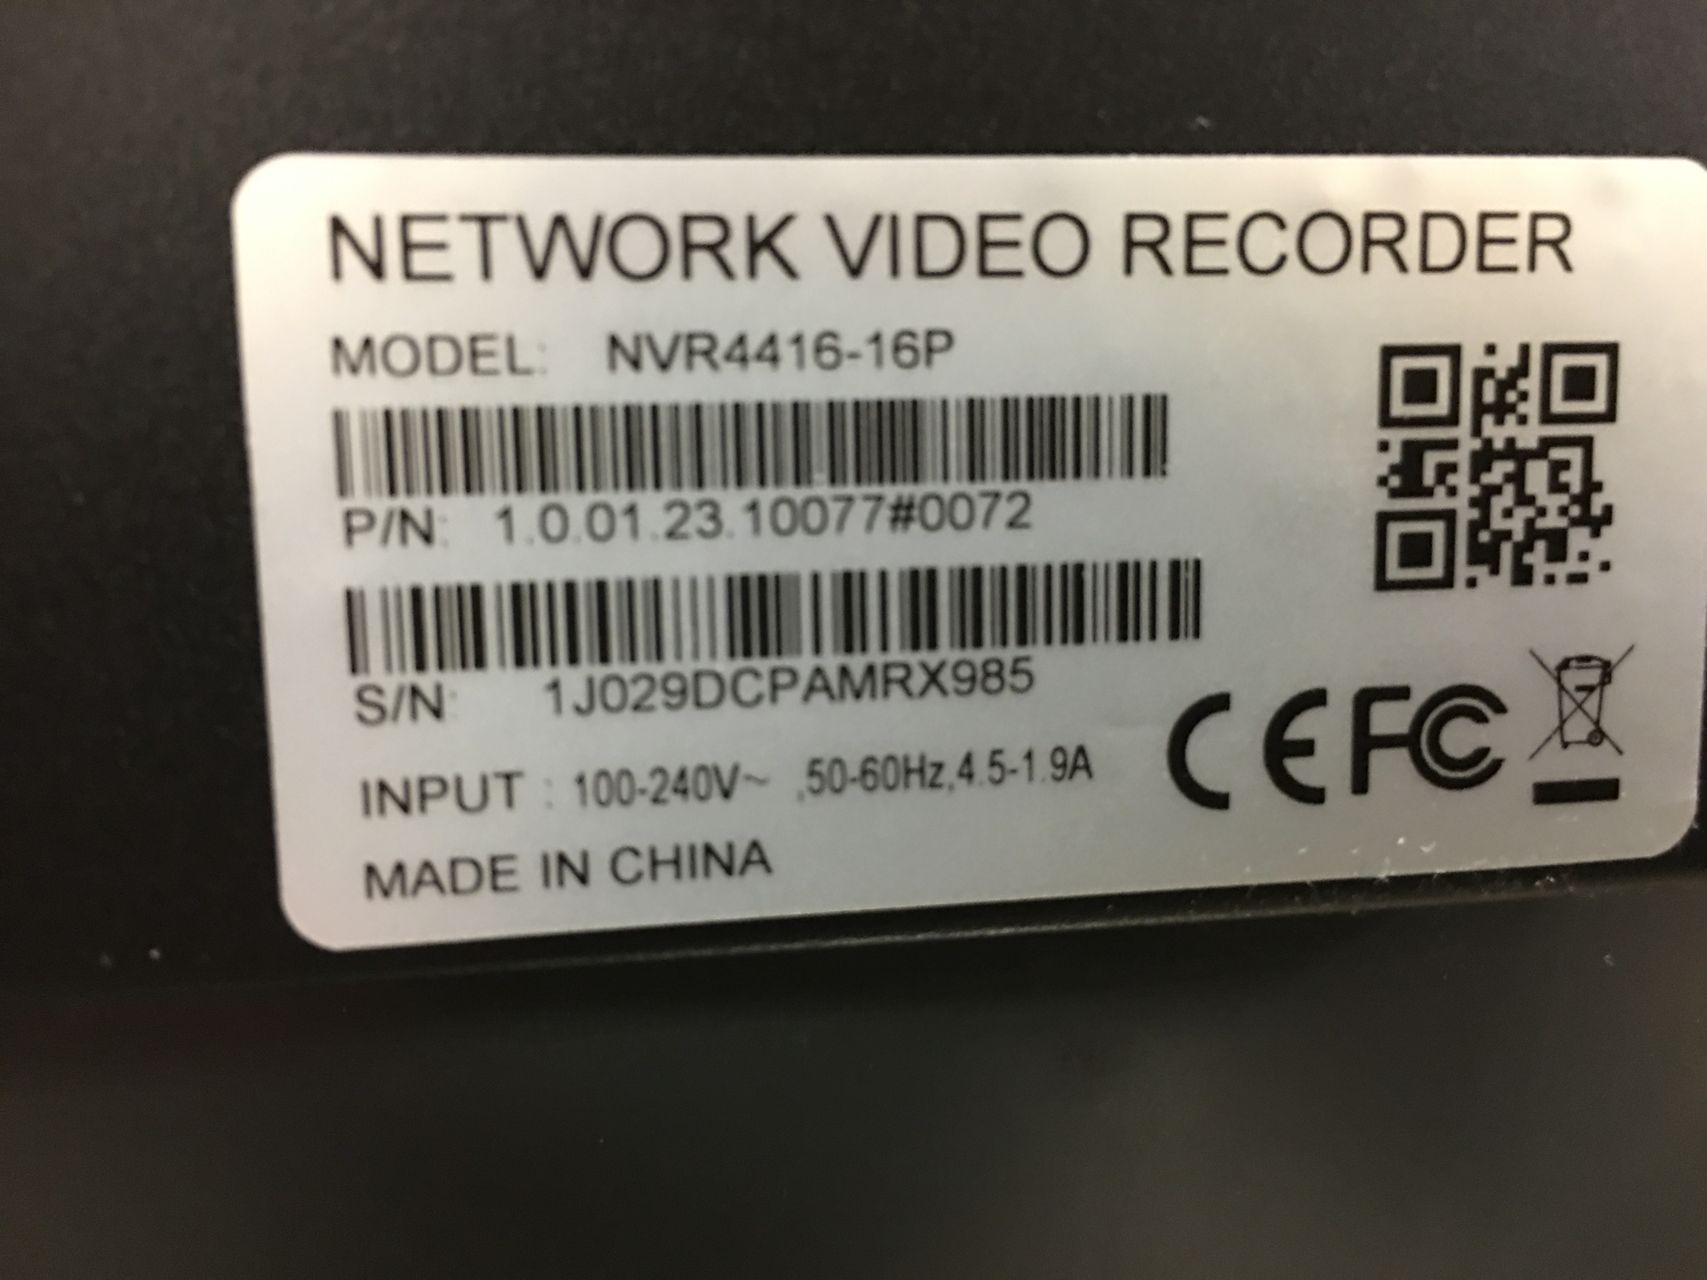 NETWORK VIDEO RECORDER
MODEL: NVR4416-16P
P/N: 1.0.01.23.10077#0072
S/N: 1J029DCPAMRX985
INPUT : 100-240V~ ,50-60Hz,4.5-1.9A
CE FC
MADE IN CHINA